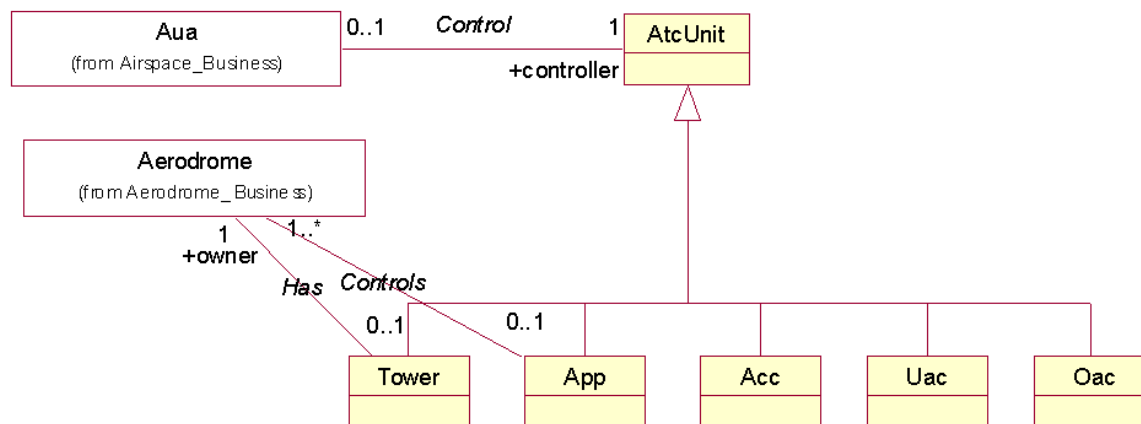 Aua
(from Airspace_Business)
0..1
Control
1
+controller
AtcUnit
Aerodrome
(from Aerodrome_Business)
1
+owner
1..*
Has
Controls
0..1
0..1
Tower
App
Acc
Uac
Oac